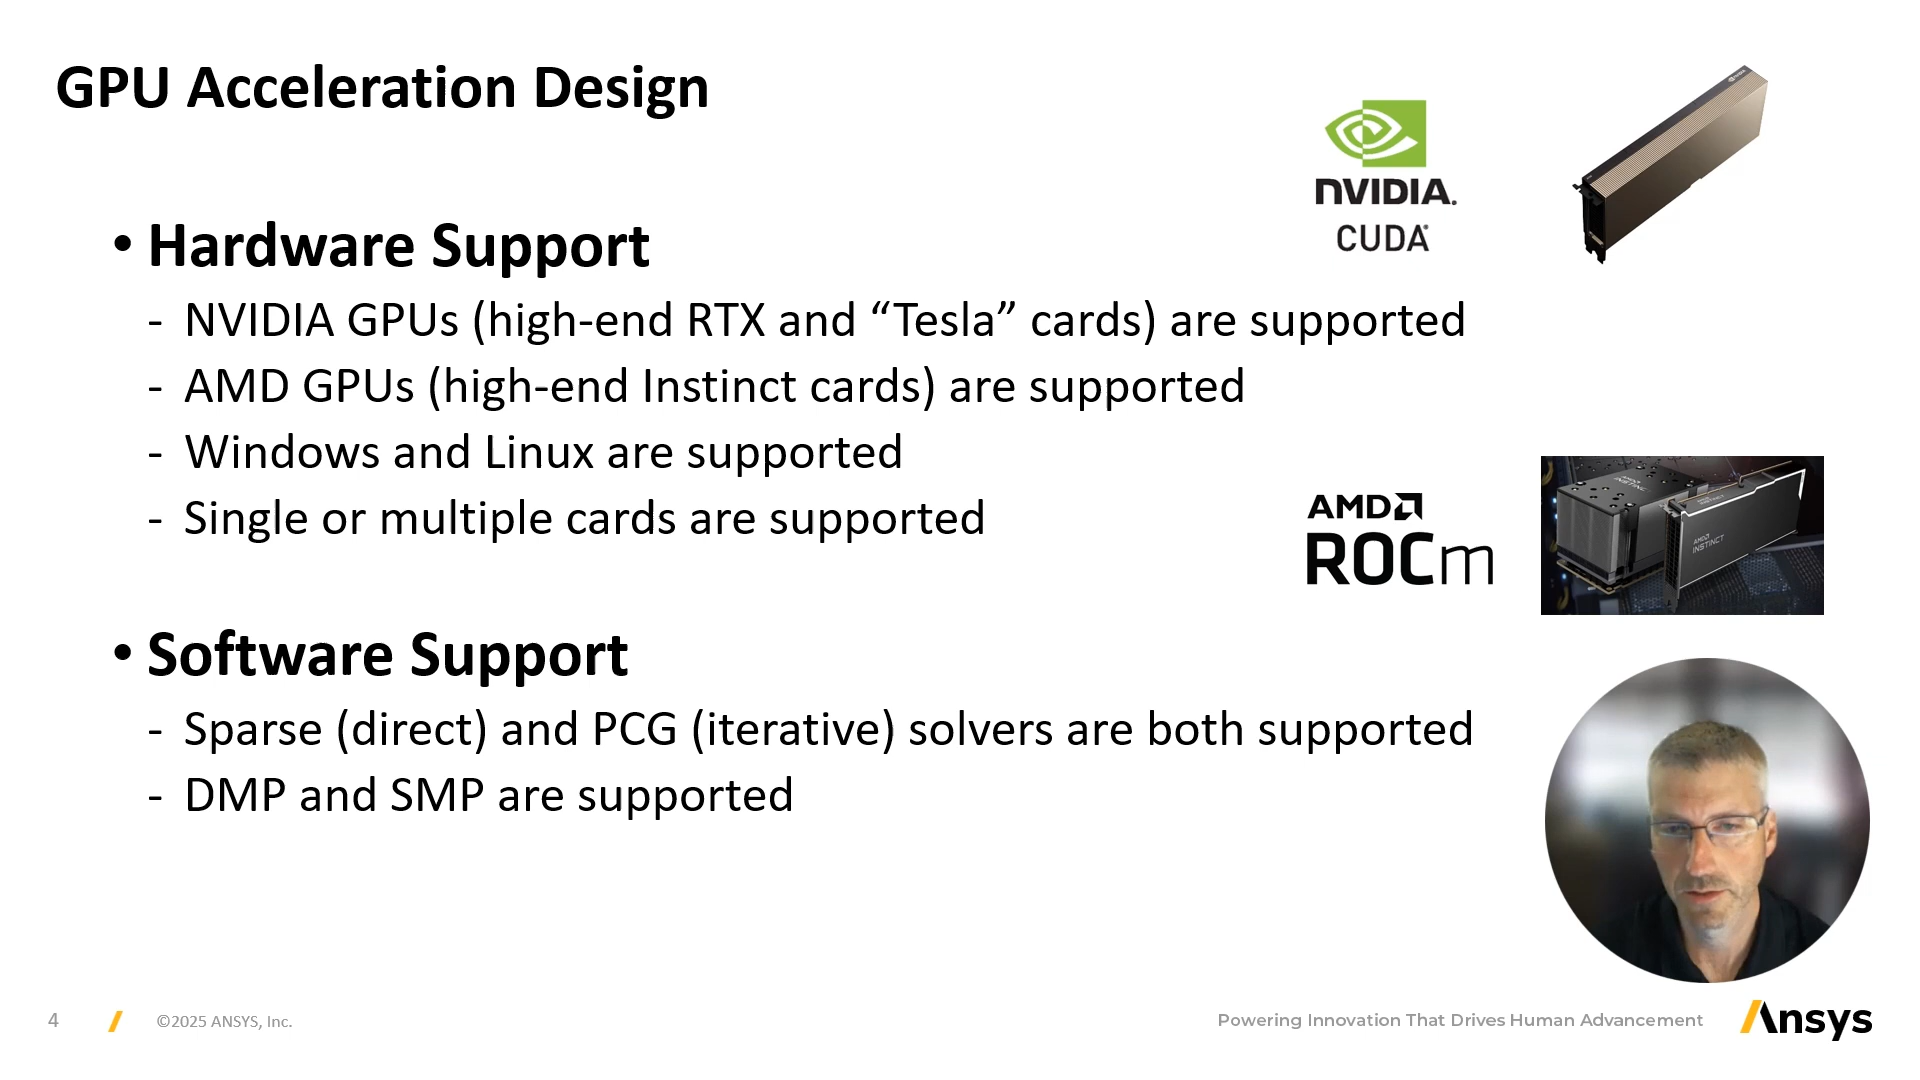 GPU Acceleration Design
NVIDIA.
CUDA
• Hardware Support
- NVIDIA GPUs (high-end RTX and “Tesla” cards) are supported
- AMD GPUs (high-end Instinct cards) are supported
- Windows and Linux are supported
- Single or multiple cards are supported
AMD
ROCm
AMD
INSTINCT
• Software Support
- Sparse (direct) and PCG (iterative) solvers are both supported
- DMP and SMP are supported
4
©2025 ANSYS, Inc.
Powering Innovation That Drives Human Advancement
Ansys